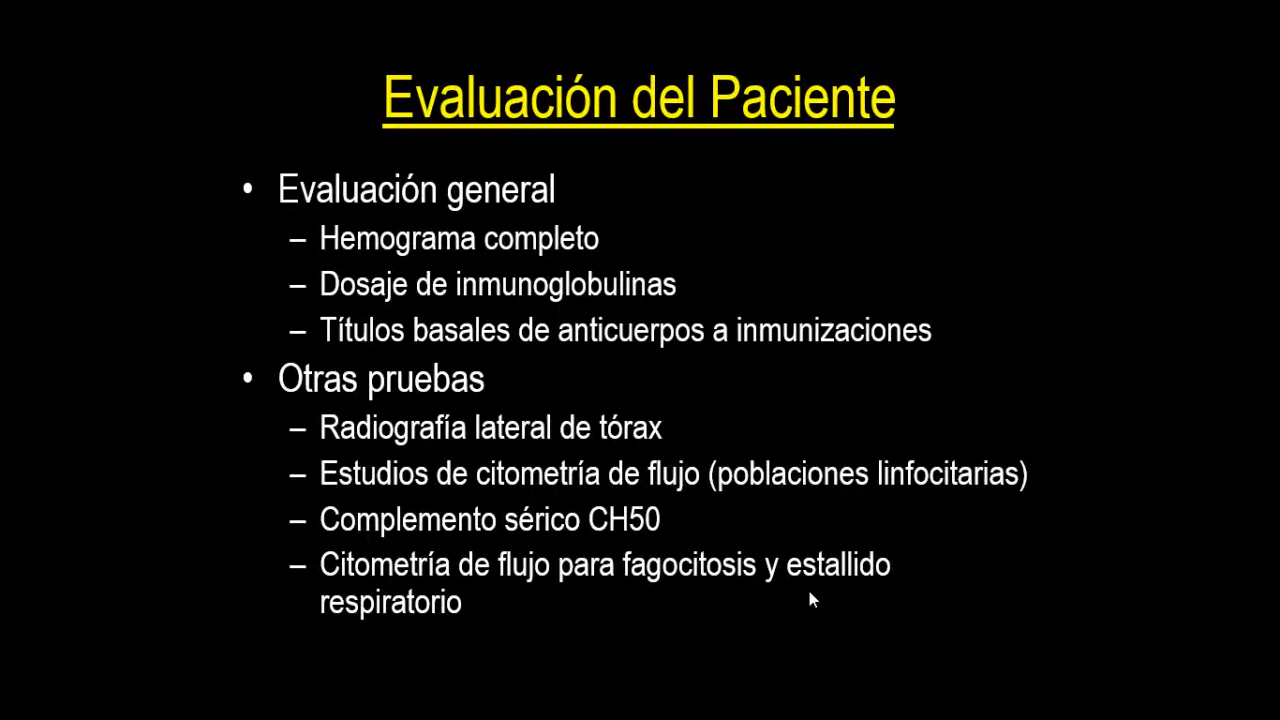 Evaluación del Paciente
• Evaluación general
– Hemograma completo
– Dosaje de inmunoglobulinas
– Títulos basales de anticuerpos a inmunizaciones
• Otras pruebas
– Radiografía lateral de tórax
– Estudios de citometría de flujo (poblaciones linfocitarias)
– Complemento sérico CH50
– Citometría de flujo para fagocitosis y estallido
respiratorio